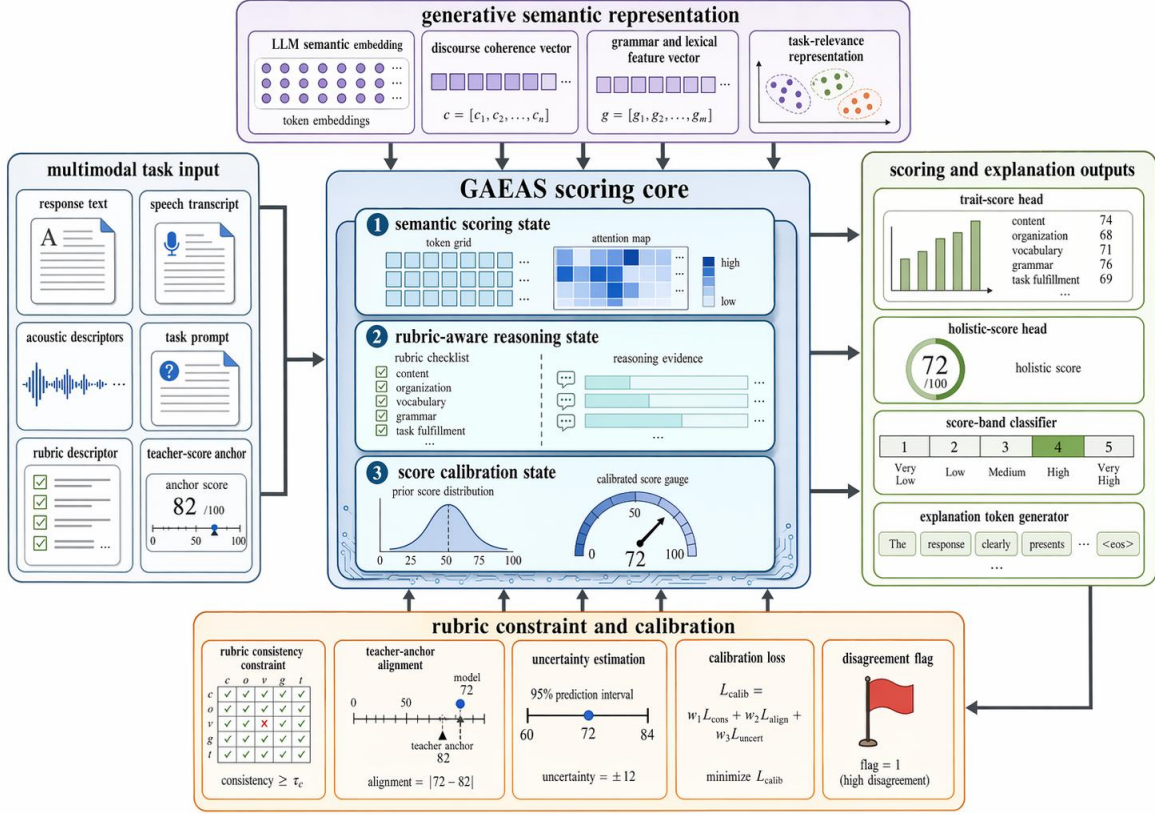 generative semantic representation
LLM semantic embedding
...
...
...
token embeddings
discourse coherence vector
...
c = [c₁, c₂, ..., cₙ]
grammar and lexical
feature vector
...
g = [g₁, g₂, ..., gₘ]
task-relevance
representation
multimodal task input
response text
A
speech transcript
acoustic descriptors
...
task prompt
?
rubric descriptor
...
teacher-score anchor
anchor score
82 /100
0 10 50 100
GAEAS scoring core
1 semantic scoring state
token grid
...
...
...
attention map
...
...
high
low
2 rubric-aware reasoning state
rubric checklist
content
organization
vocabulary
grammar
task fulfillment
...
reasoning evidence
...
...
...
...
3 score calibration state
prior score distribution
0 25 50 75 100
calibrated score gauge
50
0 100
72
scoring and explanation outputs
trait-score head
content 74
organization 68
vocabulary 71
grammar 76
task fulfillment 69
...
holistic-score head
72
/100
holistic score
score-band classifier
1 2 3 4 5
Very Low Low Medium High Very High
explanation token generator
The response clearly presents ... <eos>
...
rubric constraint and calibration
rubric consistency
constraint
c o v g t
c ✓ ✓ ✓ ✓ ✓
o ✓ ✓ ✓ ✓ ✓
v ✓ ✓ x ✓ ✓
g ✓ ✓ ✓ ✓ ✓
t ✓ ✓ ✓ ✓ ✓
consistency ≥ τc
teacher-anchor
alignment
model
72
0 50
teacher anchor
82
alignment = |72 − 82|
uncertainty estimation
95% prediction interval
60 72 84
uncertainty = ±12
calibration loss
Lcalib =
w₁Lcons + w₂Lalign +
w₃Luncert
minimize Lcalib
disagreement flag
flag = 1
(high disagreement)